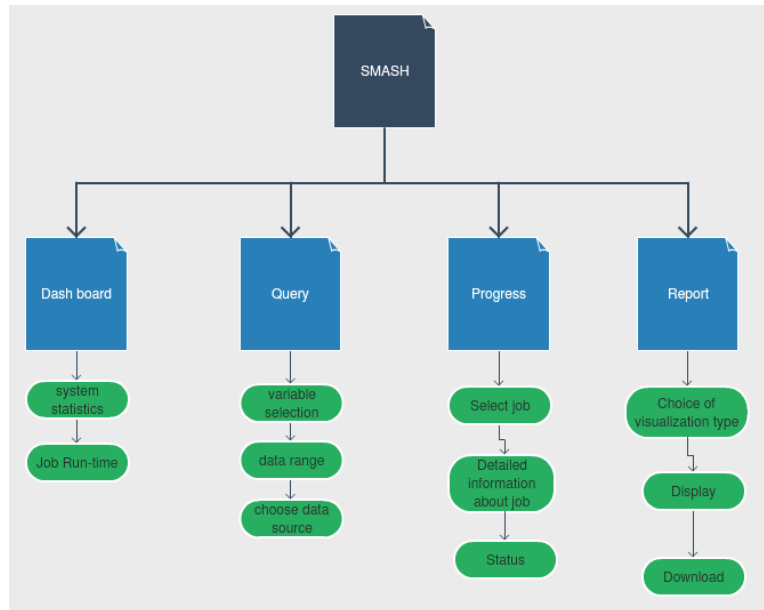 SMASH
Dash board
Query
Progress
Report
system
statistics
Job Run-time
variable
selection
data range
choose data
source
Select job
Detailed
information
about job
Status
Choice of
visualization type
Display
Download